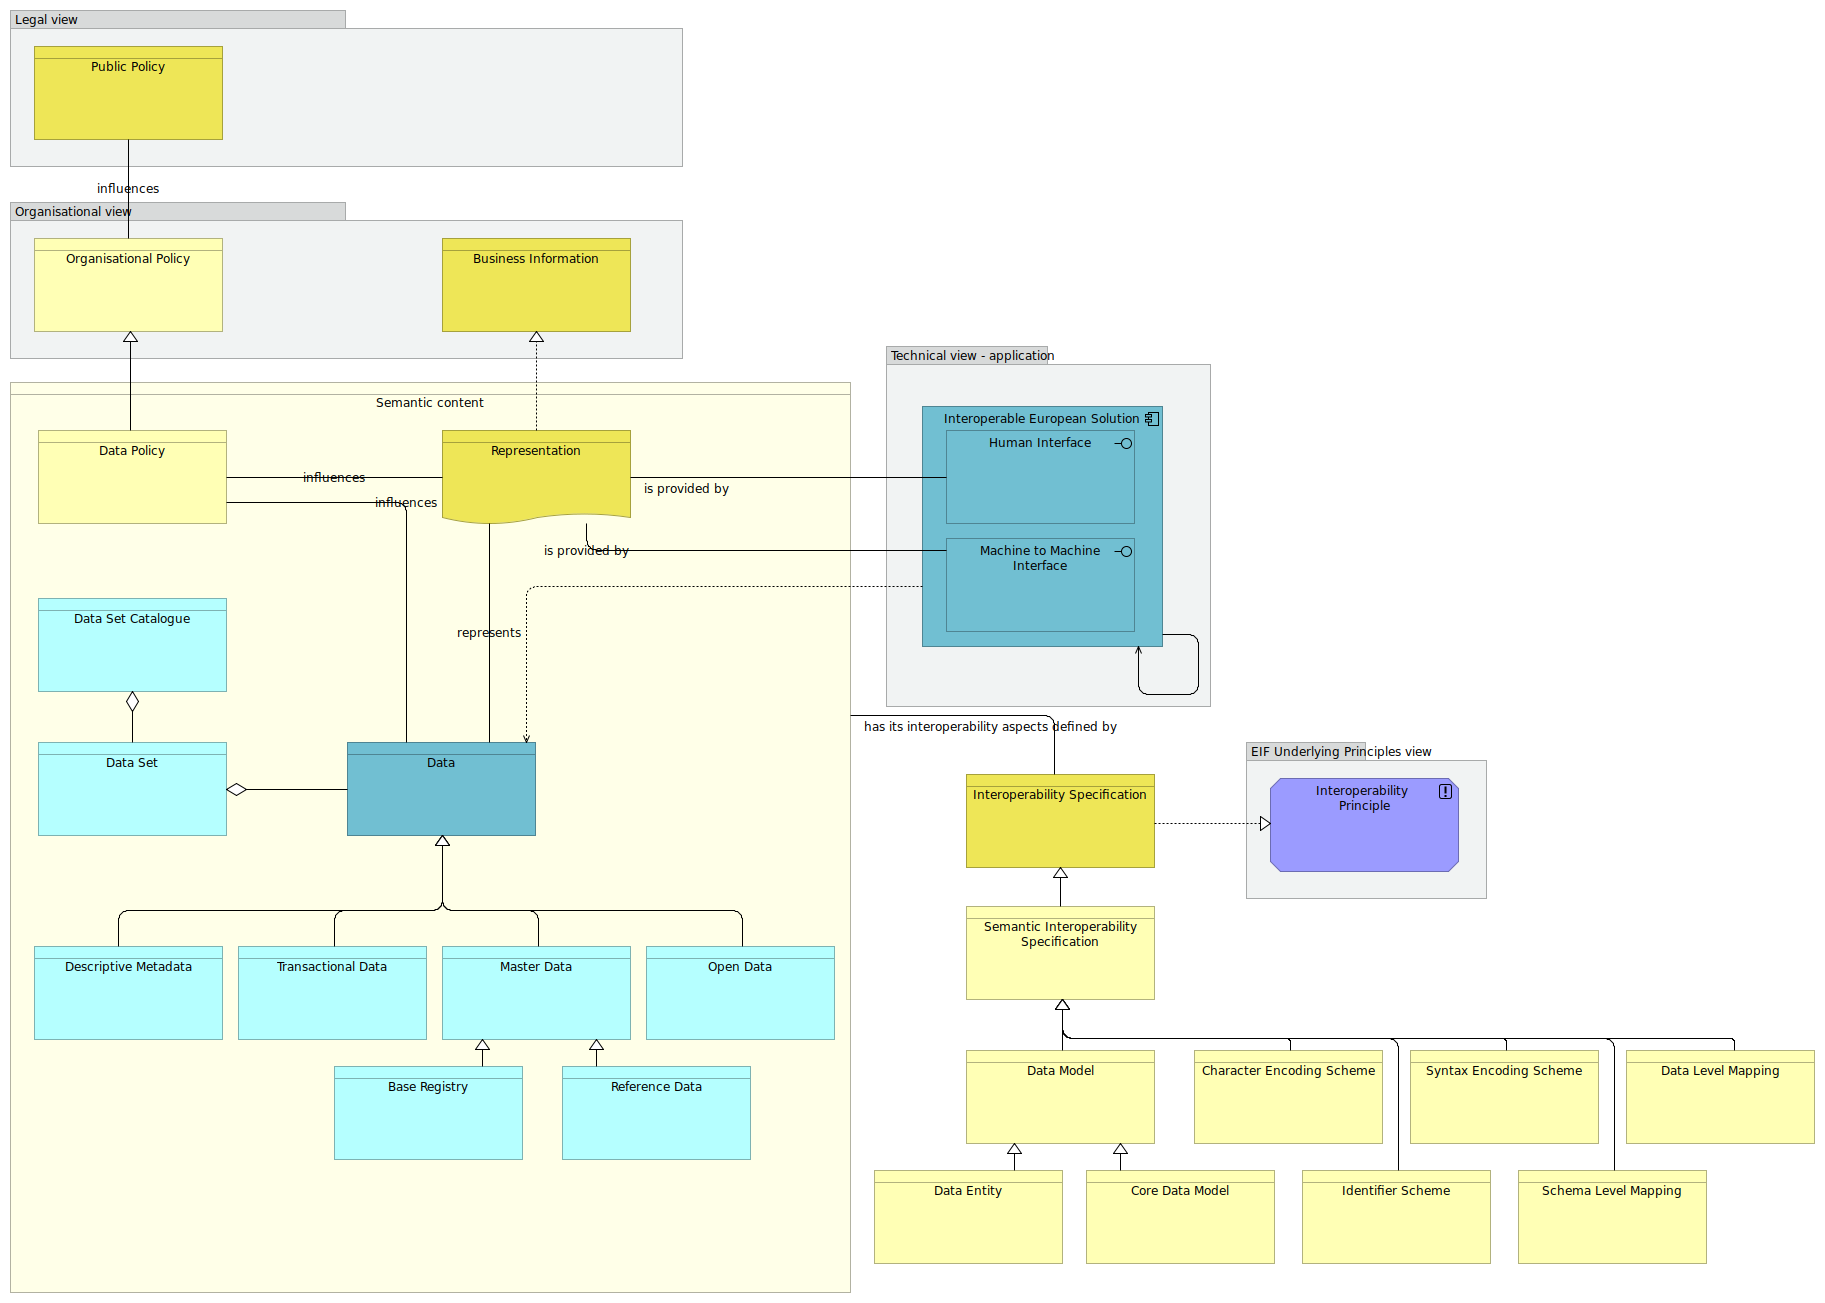 Legal view
Public Policy
influences
Organisational view
Organisational Policy
Business Information
Semantic content
Data Policy
influences
influences
Representation
is provided by
is provided by
Technical view - application
Interoperable European Solution
Human Interface
Machine to Machine
Interface
Data Set Catalogue
represents
Data Set
Data
has its interoperability aspects defined by
Interoperability Specification
EIF Underlying Principles view
Interoperability
Principle
Semantic Interoperability
Specification
Descriptive Metadata
Transactional Data
Master Data
Open Data
Base Registry
Reference Data
Data Model
Character Encoding Scheme
Syntax Encoding Scheme
Data Level Mapping
Data Entity
Core Data Model
Identifier Scheme
Schema Level Mapping